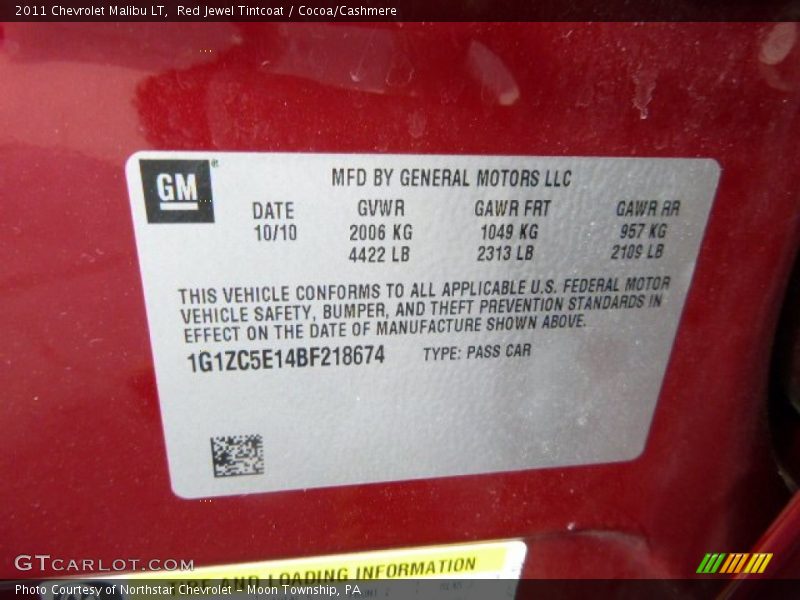 2011 Chevrolet Malibu LT, Red Jewel Tintcoat / Cocoa/Cashmere
GM®
MFD BY GENERAL MOTORS LLC
DATE GVWR GAWR FRT GAWR RR
10/10 2006 KG 1049 KG 957 KG
4422 LB 2313 LB 2109 LB
THIS VEHICLE CONFORMS TO ALL APPLICABLE U.S. FEDERAL MOTOR
VEHICLE SAFETY, BUMPER, AND THEFT PREVENTION STANDARDS IN
EFFECT ON THE DATE OF MANUFACTURE SHOWN ABOVE.
1G1ZC5E14BF218674 TYPE: PASS CAR
TIRE AND LOADING INFORMATION
GTCARLOT.COM
Photo Courtesy of Northstar Chevrolet - Moon Township, PA